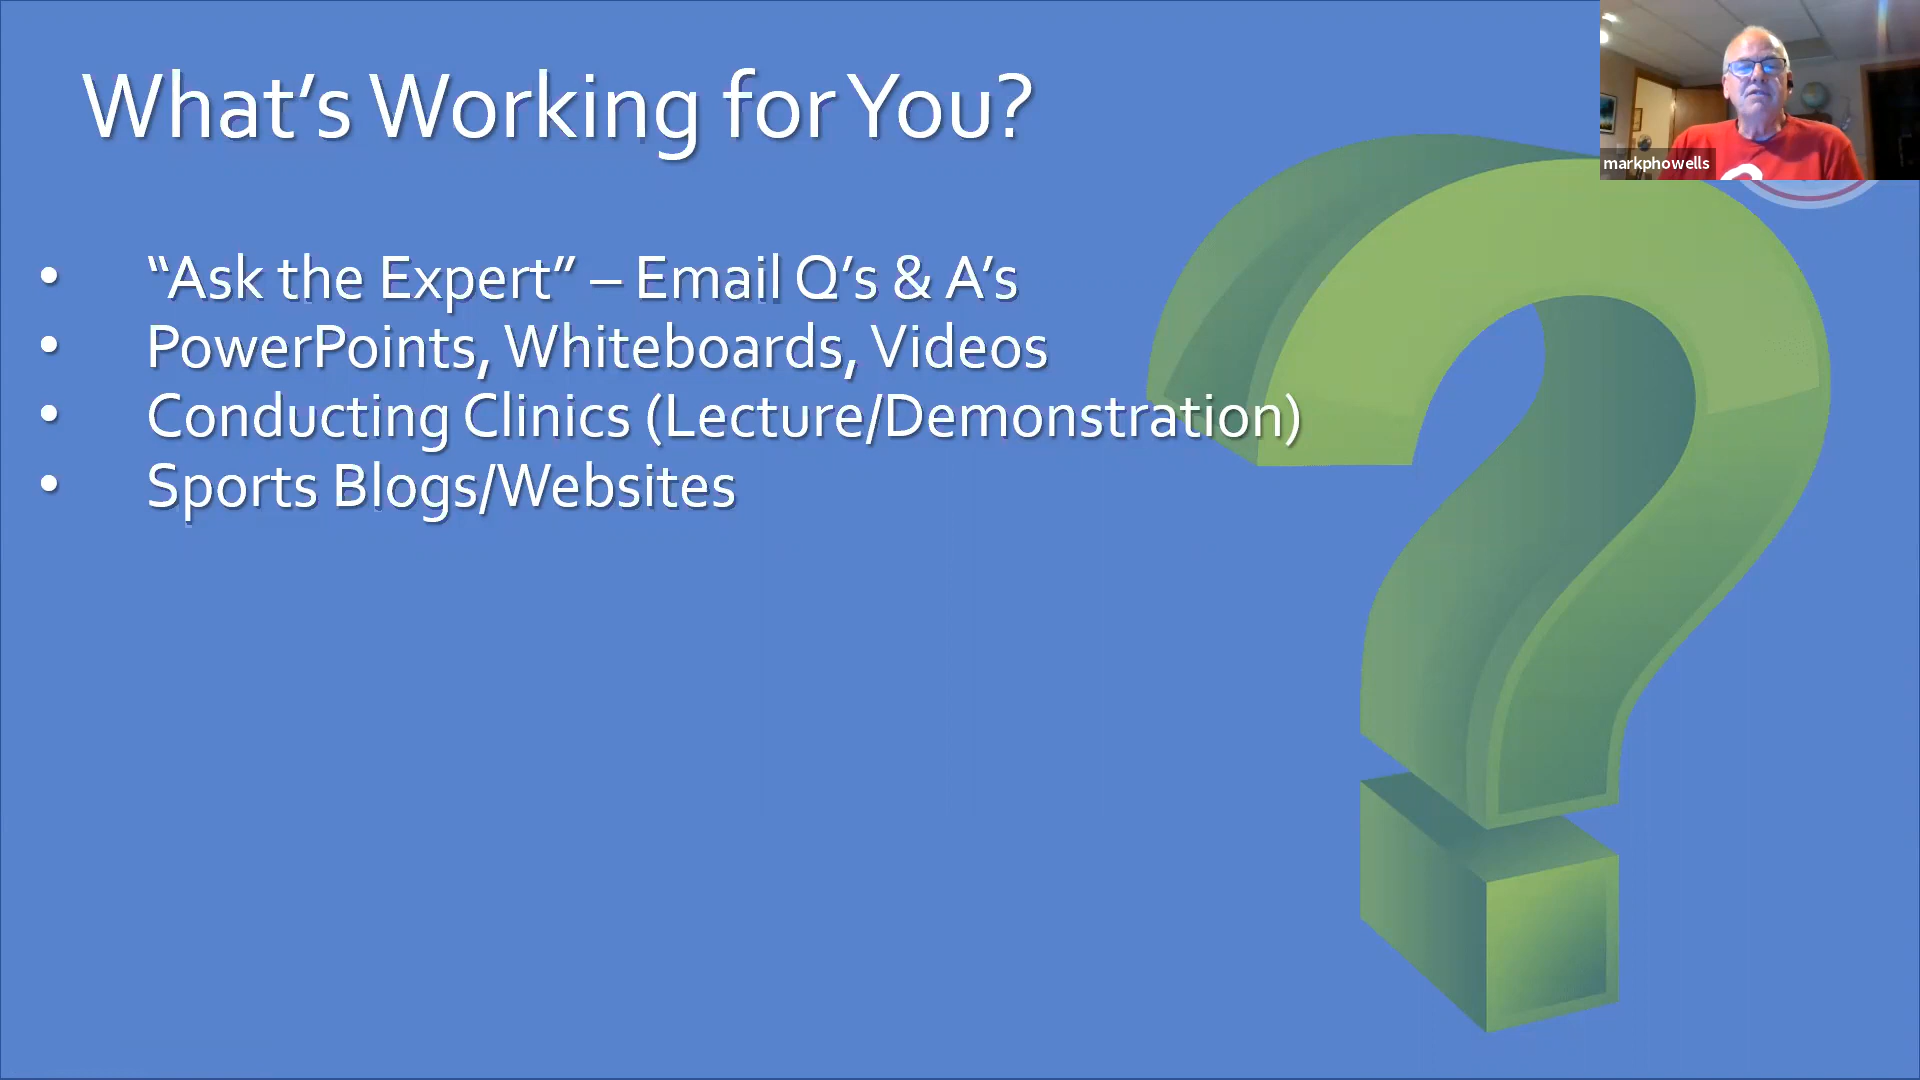 What’s Working for You?
• “Ask the Expert” – Email Q’s & A’s
• PowerPoints, Whiteboards, Videos
• Conducting Clinics (Lecture/Demonstration)
• Sports Blogs/Websites
markphowells